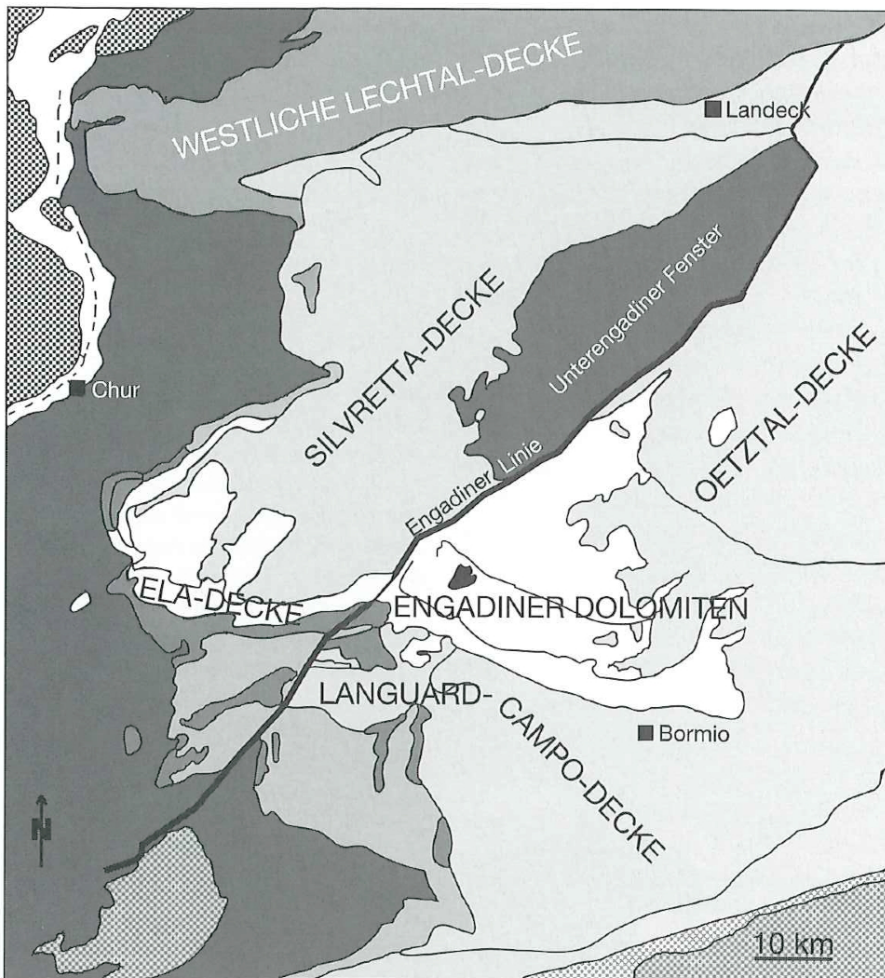 WESTLICHE LECHTAL-DECKE
Landeck
Unterengadiner Fenster
SILVRETTA-DECKE
Chur
OETZTAL-DECKE
Engadiner Linie
ELA-DECKE
ENGADINER DOLOMITEN
LANGUARD-
CAMPO-DECKE
Bormio
N
10 km